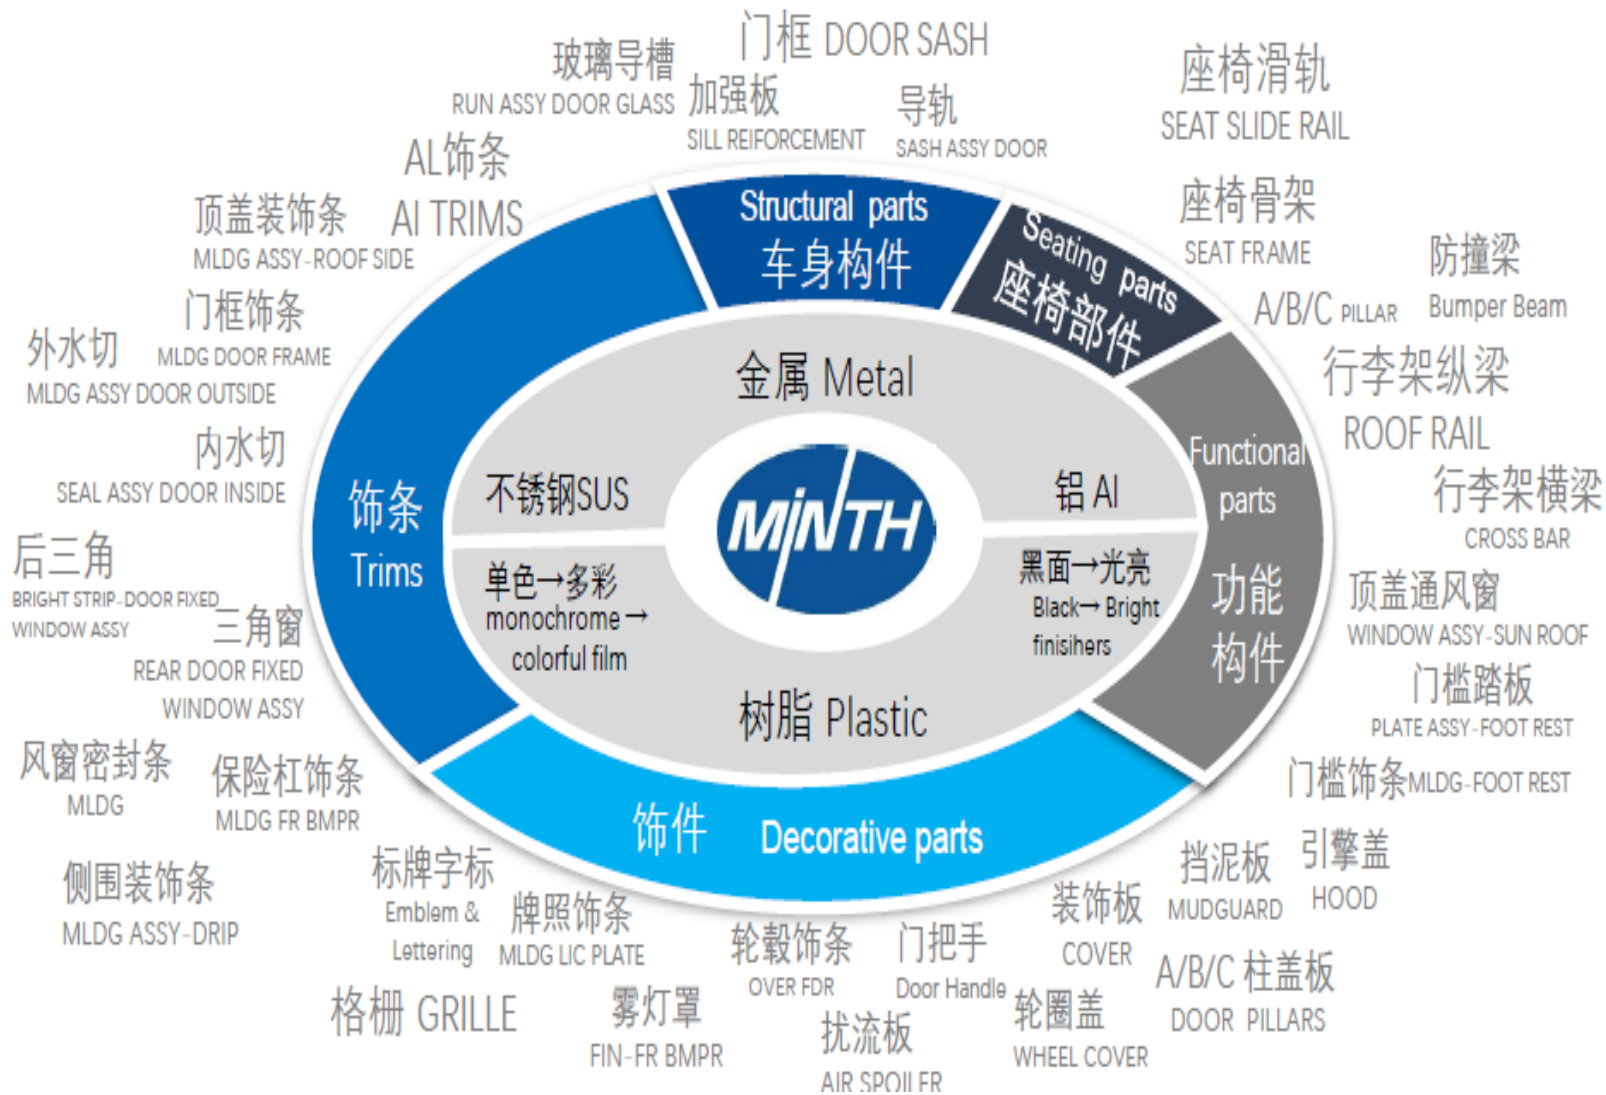 门框 DOOR SASH
玻璃导槽
RUN ASSY DOOR GLASS
加强板
SILL REIFORCEMENT
导轨
SASH ASSY DOOR
座椅滑轨
SEAT SLIDE RAIL
AL饰条
AI TRIMS
顶盖装饰条
MLDG ASSY-ROOF SIDE
座椅骨架
SEAT FRAME
防撞梁
Bumper Beam
A/B/C PILLAR
门框饰条
MLDG DOOR FRAME
外水切
MLDG ASSY DOOR OUTSIDE
行李架纵梁
ROOF RAIL
内水切
SEAL ASSY DOOR INSIDE
行李架横梁
CROSS BAR
后三角
BRIGHT STRIP-DOOR FIXED
WINDOW ASSY
三角窗
REAR DOOR FIXED
WINDOW ASSY
顶盖通风窗
WINDOW ASSY-SUN ROOF
门槛踏板
PLATE ASSY-FOOT REST
风窗密封条
MLDG
保险杠饰条
MLDG FR BMPR
门槛饰条MLDG-FOOT REST
侧围装饰条
MLDG ASSY-DRIP
标牌字标
Emblem &
Lettering
牌照饰条
MLDG LIC PLATE
格栅 GRILLE
雾灯罩
FIN-FR BMPR
轮毂饰条
OVER FDR
门把手
Door Handle
扰流板
AIR SPOILER
轮圈盖
WHEEL COVER
装饰板
COVER
挡泥板
MUDGUARD
引擎盖
HOOD
A/B/C 柱盖板
DOOR PILLARS
Structural parts
车身构件
Seating parts
座椅部件
Functional
parts
功能
构件
饰条
Trims
饰件 Decorative parts
金属 Metal
不锈钢SUS
铝 AI
MINTH
单色→多彩
monochrome→
colorful film
黑面→光亮
Black→ Bright
finisihers
树脂 Plastic